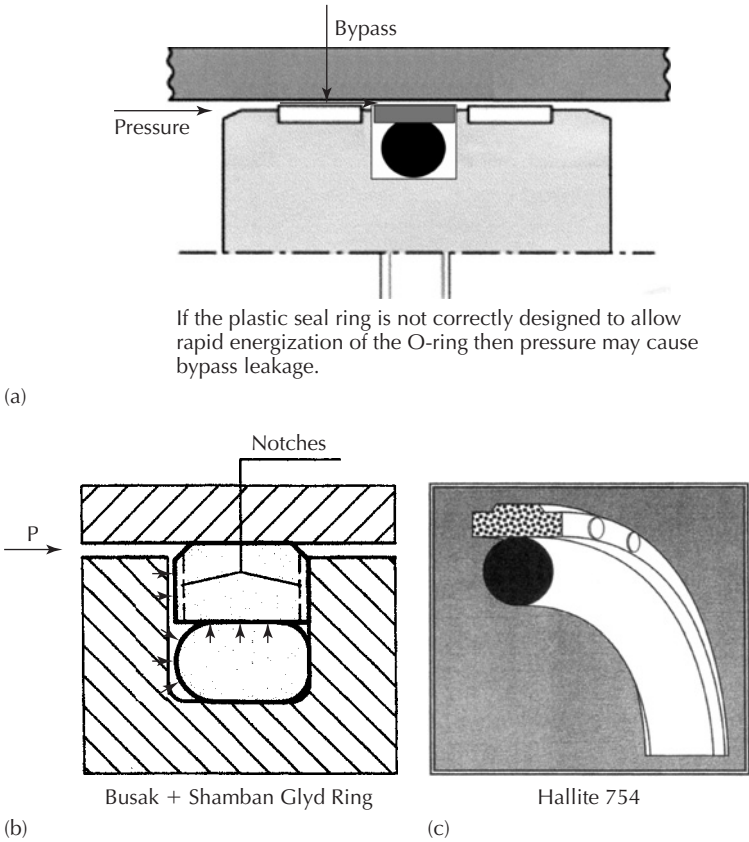 Bypass
Pressure
If the plastic seal ring is not correctly designed to allow
rapid energization of the O-ring then pressure may cause
bypass leakage.
(a)
Notches
P
Busak + Shamban Glyd Ring
Hallite 754
(b)
(c)